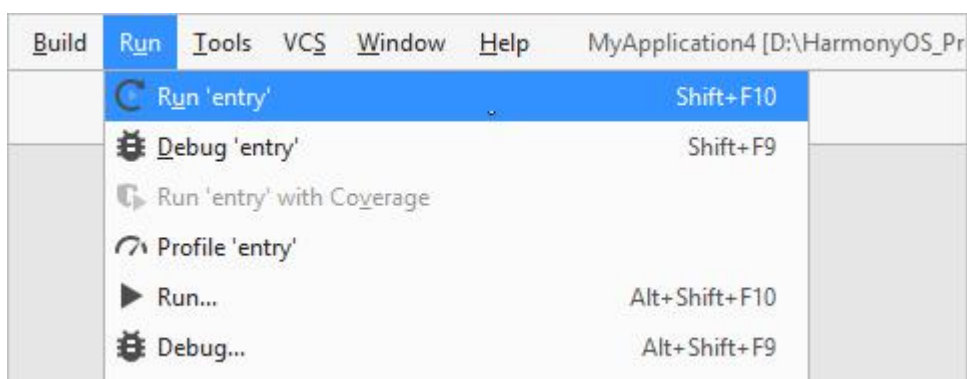 Build Run Tools VCS Window Help MyApplication4 [D:\HarmonyOS_Pr
Run 'entry' Shift+F10
Debug 'entry' Shift+F9
Run 'entry' with Coverage
Profile 'entry'
Run... Alt+Shift+F10
Debug... Alt+Shift+F9